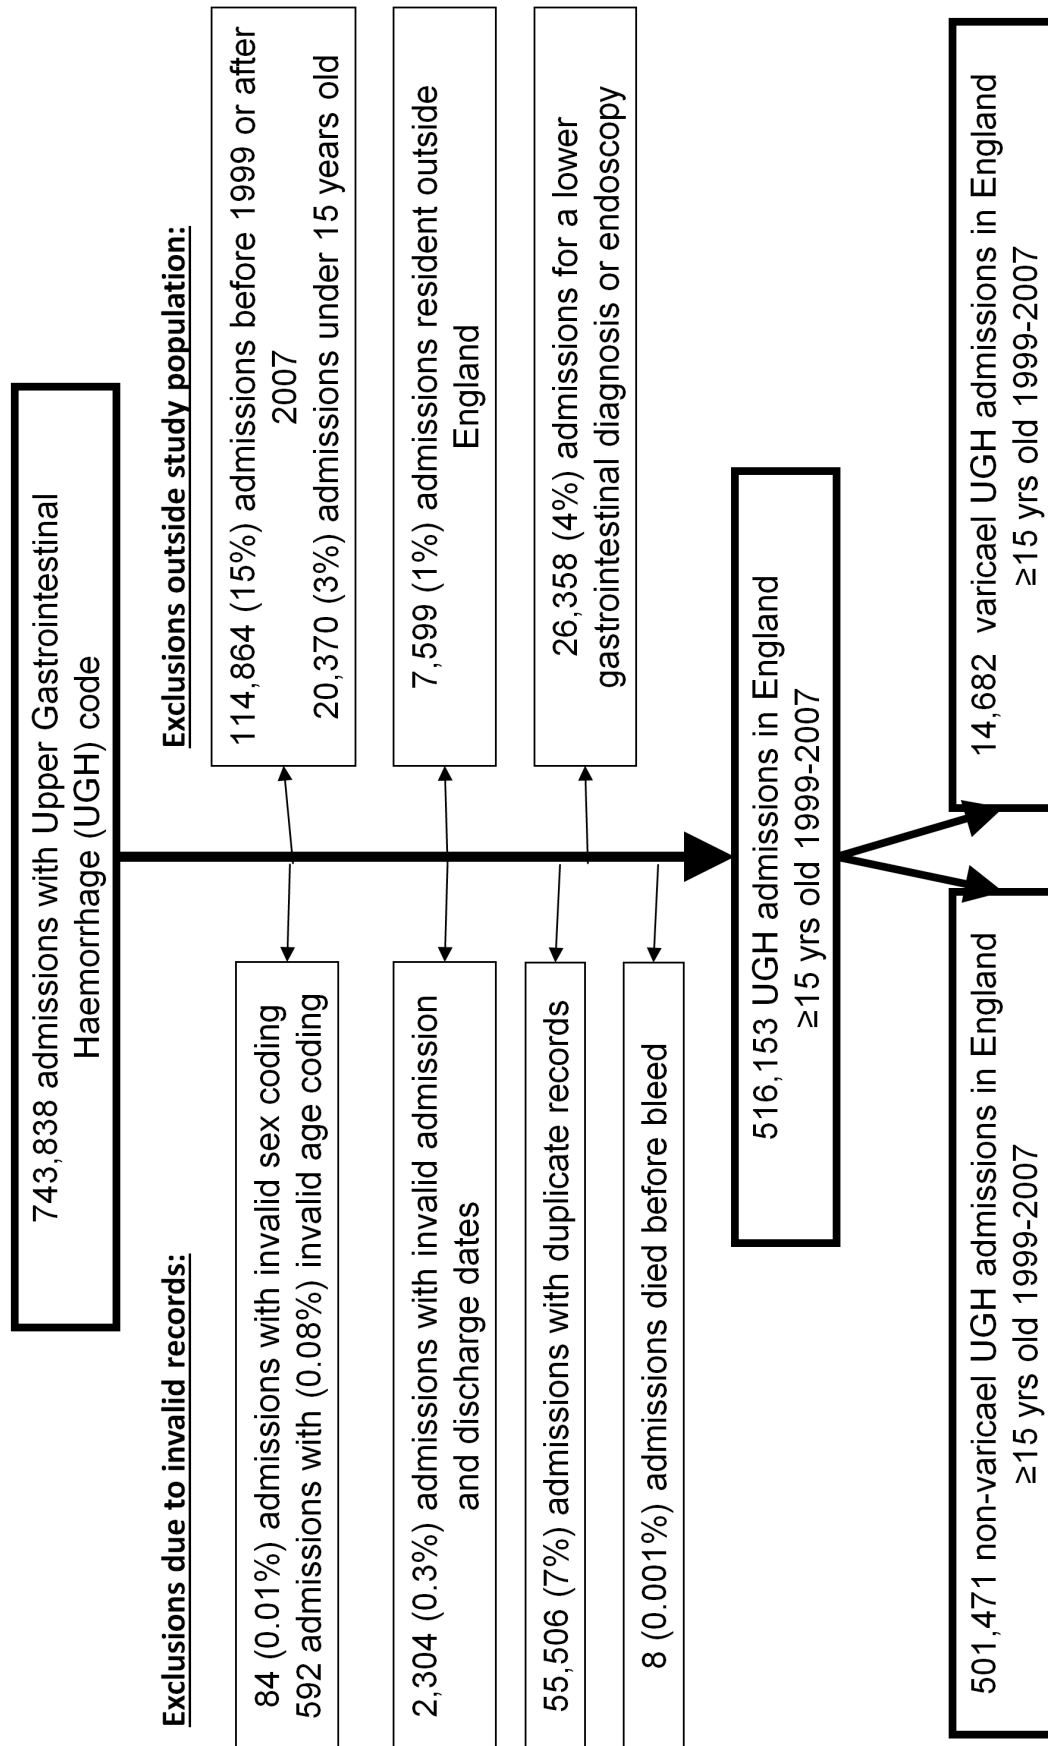 743,838 admissions with Upper Gastrointestinal
Haemorrhage (UGH) code
Exclusions due to invalid records:
84 (0.01%) admissions with invalid sex coding
592 admissions with (0.08%) invalid age coding
2,304 (0.3%) admissions with invalid admission
and discharge dates
55,506 (7%) admissions with duplicate records
8 (0.001%) admissions died before bleed
Exclusions outside study population:
114,864 (15%) admissions before 1999 or after
2007
20,370 (3%) admissions under 15 years old
7,599 (1%) admissions resident outside
England
26,358 (4%) admissions for a lower
gastrointestinal diagnosis or endoscopy
516,153 UGH admissions in England
≥15 yrs old 1999-2007
501,471 non-varicael UGH admissions in England
≥15 yrs old 1999-2007
14,682 varicael UGH admissions in England
≥15 yrs old 1999-2007